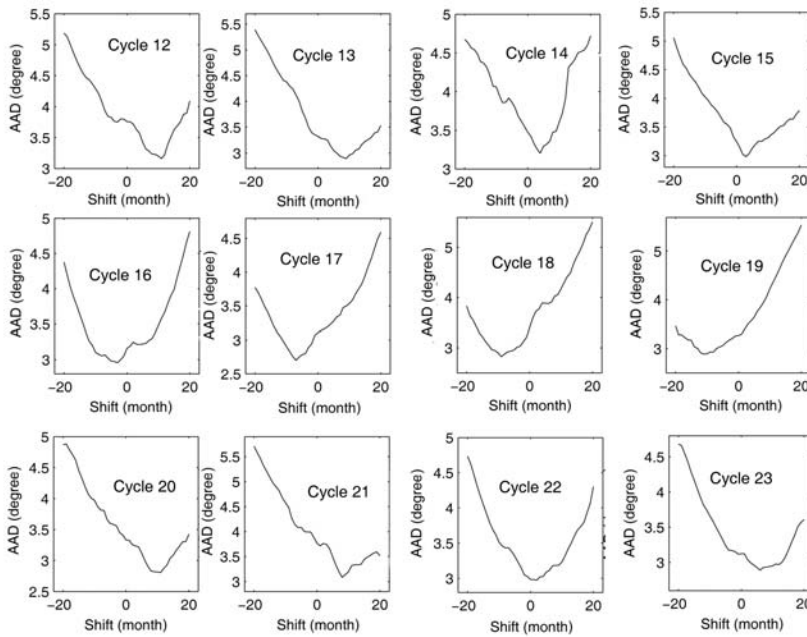 5.5
5
4.5
4
3.5
3
AAD (degree)
Cycle 12
−20 0 20
Shift (month)
5.5
5
4.5
4
3.5
3
AAD (degree)
Cycle 13
−20 0 20
Shift (month)
5
4.5
4
3.5
3
AAD (degree)
Cycle 14
−20 0 20
Shift (month)
5.5
5
4.5
4
3.5
3
AAD (degree)
Cycle 15
−20 0 20
Shift (month)
5
4.5
4
3.5
3
AAD (degree)
Cycle 16
−20 0 20
Shift (month)
4.5
4
3.5
3
2.5
AAD (degree)
Cycle 17
−20 0 20
Shift (month)
5
4
3
AAD (degree)
Cycle 18
−20 0 20
Shift (month)
5
4
3
AAD (degree)
Cycle 19
−20 0 20
Shift (month)
5
4.5
4
3.5
3
2.5
AAD (degree)
Cycle 20
−20 0 20
Shift (month)
5.5
5
4.5
4
3.5
3
AAD (degree)
Cycle 21
−20 0 20
Shift (month)
5
4.5
4
3.5
3
AAD (degree)
Cycle 22
−20 0 20
Shift (month)
4.5
4
3.5
3
AAD (degree)
Cycle 23
−20 0 20
Shift (month)